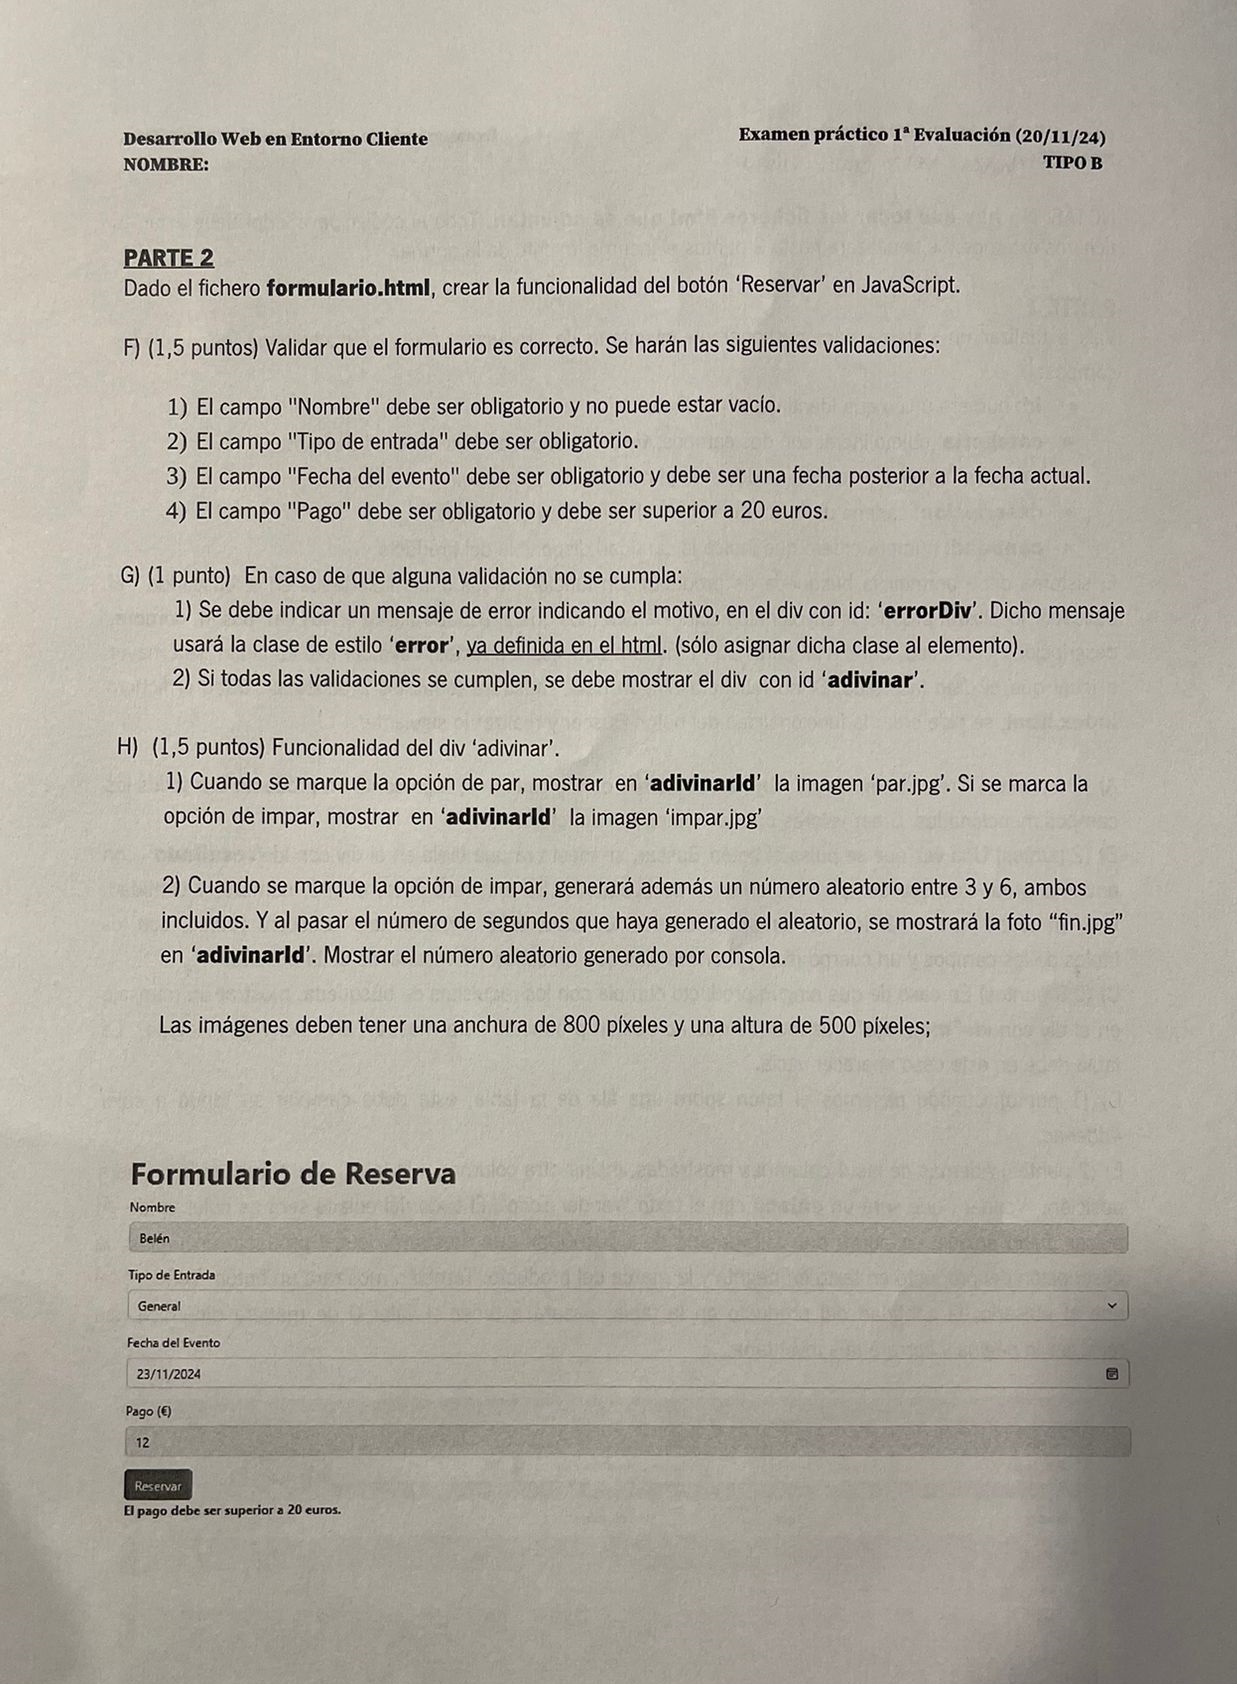 Desarrollo Web en Entorno Cliente
Examen práctico 1ª Evaluación (20/11/24)
NOMBRE:
TIPO B
PARTE 2
Dado el fichero formulario.html, crear la funcionalidad del botón ‘Reservar’ en JavaScript.
F) (1,5 puntos) Validar que el formulario es correcto. Se harán las siguientes validaciones:
1) El campo "Nombre" debe ser obligatorio y no puede estar vacío.
2) El campo "Tipo de entrada" debe ser obligatorio.
3) El campo "Fecha del evento" debe ser obligatorio y debe ser una fecha posterior a la fecha actual.
4) El campo "Pago" debe ser obligatorio y debe ser superior a 20 euros.
G) (1 punto) En caso de que alguna validación no se cumpla:
1) Se debe indicar un mensaje de error indicando el motivo, en el div con id: ‘errorDiv’. Dicho mensaje
usará la clase de estilo ‘error’, ya definida en el html. (sólo asignar dicha clase al elemento).
2) Si todas las validaciones se cumplen, se debe mostrar el div con id ‘adivinar’.
H) (1,5 puntos) Funcionalidad del div ‘adivinar’.
1) Cuando se marque la opción de par, mostrar en ‘adivinarId’ la imagen ‘par.jpg’. Si se marca la
opción de impar, mostrar en ‘adivinarId’ la imagen ‘impar.jpg’
2) Cuando se marque la opción de impar, generará además un número aleatorio entre 3 y 6, ambos
incluidos. Y al pasar el número de segundos que haya generado el aleatorio, se mostrará la foto “fin.jpg”
en ‘adivinarId’. Mostrar el número aleatorio generado por consola.
Las imágenes deben tener una anchura de 800 píxeles y una altura de 500 píxeles;
Formulario de Reserva
Nombre
Belén
Tipo de Entrada
General
Fecha del Evento
23/11/2024
Pago (€)
12
Reservar
El pago debe ser superior a 20 euros.